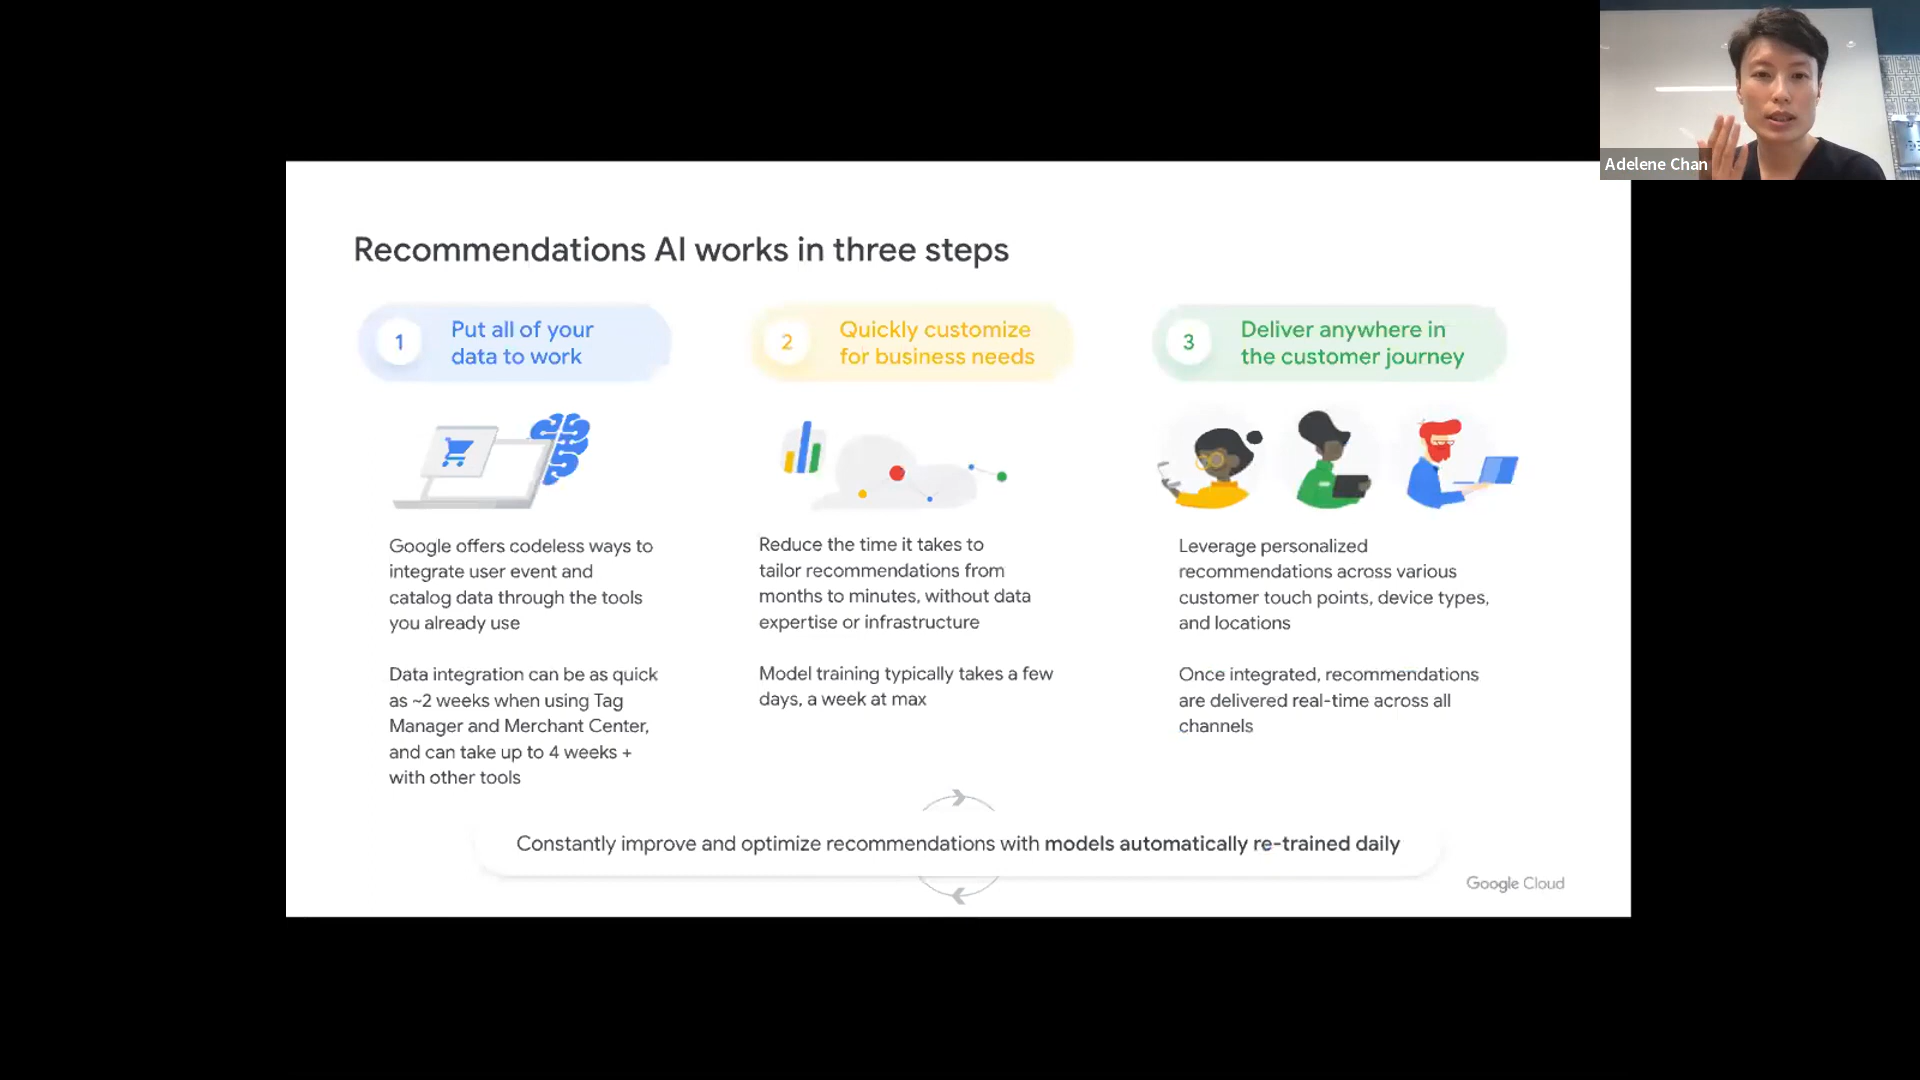 Adelene Chan
Recommendations AI works in three steps
1
Put all of your
data to work
Google offers codeless ways to
integrate user event and
catalog data through the tools
you already use
Data integration can be as quick
as ~2 weeks when using Tag
Manager and Merchant Center,
and can take up to 4 weeks +
with other tools
2
Quickly customize
for business needs
Reduce the time it takes to
tailor recommendations from
months to minutes, without data
expertise or infrastructure
Model training typically takes a few
days, a week at max
3
Deliver anywhere in
the customer journey
Leverage personalized
recommendations across various
customer touch points, device types,
and locations
Once integrated, recommendations
are delivered real-time across all
channels
Constantly improve and optimize recommendations with models automatically re-trained daily
Google Cloud